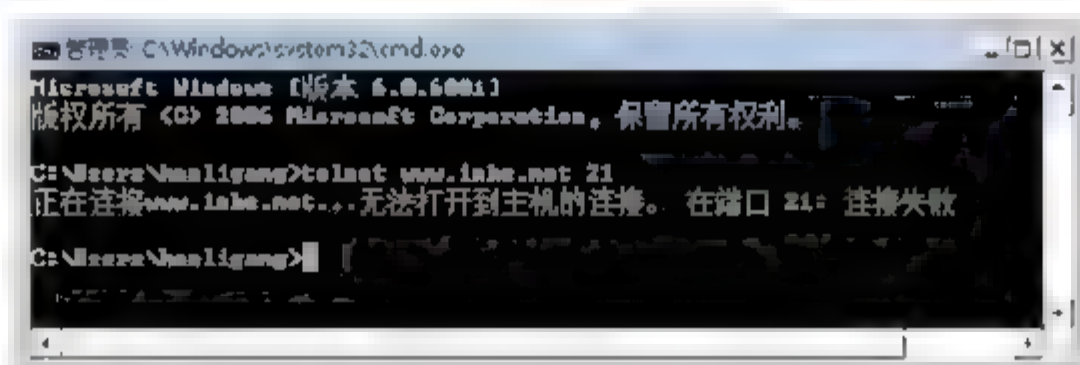 管理员: C:\Windows\system32\cmd.exe
Microsoft Windows [版本 6.0.6001]
版权所有 (C) 2006 Microsoft Corporation。保留所有权利。
C:\Users\hanligang>telnet www.inhe.net 21
正在连接www.inhe.net...无法打开到主机的连接。 在端口 21: 连接失败
C:\Users\hanligang>